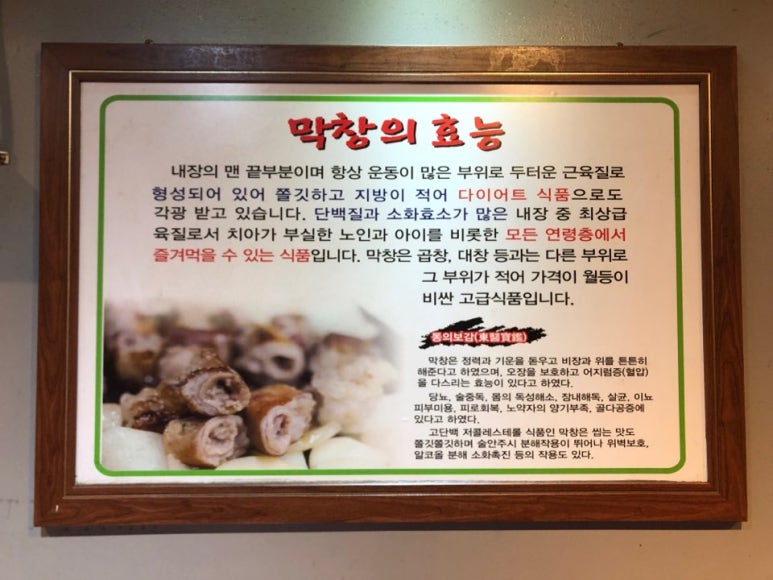 막창의 효능
내장의 맨 끝부분이며 항상 운동이 많은 부위로 두터운 근육질로
형성되어 있어 쫄깃하고 지방이 적어 다이어트 식품으로도
각광 받고 있습니다. 단백질과 소화효소가 많은 내장 중 최상급
육질로서 치아가 부실한 노인과 아이를 비롯한 모든 연령층에서
즐겨먹을 수 있는 식품입니다. 막창은 곱창, 대창 등과는 다른 부위로
그 부위가 적어 가격이 월등이
비싼 고급식품입니다.
동의보감(東醫寶鑑)
막창은 정력과 기운을 돋우고 비장과 위를 튼튼히
해준다고 하였으며, 오장을 보호하고 어지럼증(혈압)
을 다스리는 효능이 있다고 하였다.
당뇨, 술중독, 몸의 독성해소, 장내해독, 살균, 이뇨
피부미용, 피로회복, 노약자의 양기부족, 골다공증에
있다고 하였다.
고단백 저콜레스테롤 식품인 막창은 씹는 맛도
쫄깃쫄깃하며 술안주시 분해작용이 뛰어나 위벽보호,
알코올 분해 소화촉진 등의 작용도 있다.